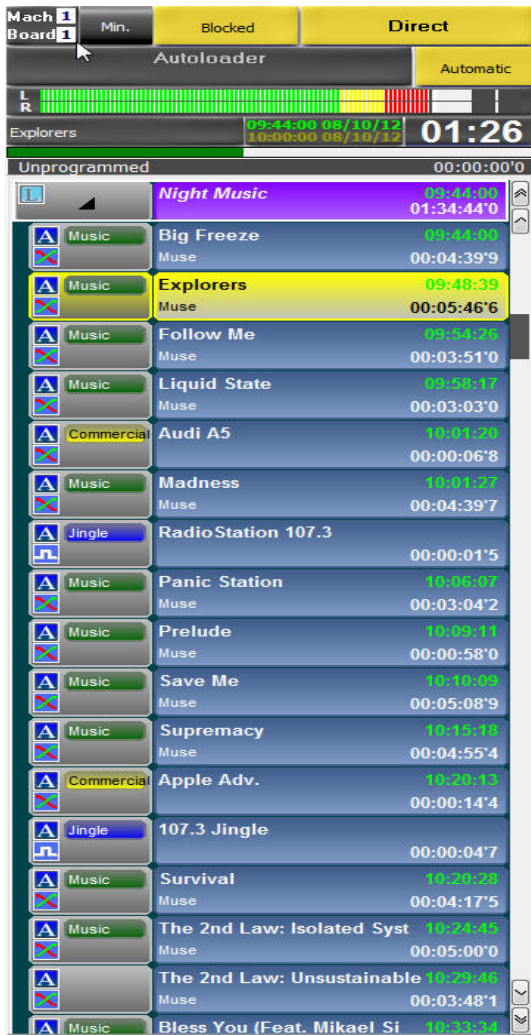 Mach 1
Board 1
Min.
Blocked
Direct
Autoloader
Automatic
L
R
Explorers
09:44:00 08/10/12
10:00:00 08/10/12
01:26
Unprogrammed 00:00:00'0
L Night Music 09:44:00
01:34:44'0
A Music Big Freeze 09:44:00
Muse 00:04:39'9
A Music Explorers 09:48:39
Muse 00:05:46'6
A Music Follow Me 09:54:26
Muse 00:03:51'0
A Music Liquid State 09:58:17
Muse 00:03:03'0
A Commercial Audi A5 10:01:20
00:00:06'8
A Music Madness 10:01:27
Muse 00:04:39'7
A Jingle RadioStation 107.3
00:00:01'5
A Music Panic Station 10:06:07
Muse 00:03:04'2
A Music Prelude 10:09:11
Muse 00:00:58'0
A Music Save Me 10:10:09
Muse 00:05:08'9
A Music Supremacy 10:15:18
Muse 00:04:55'4
A Commercial Apple Adv. 10:20:13
00:00:14'4
A Jingle 107.3 Jingle
00:00:04'7
A Music Survival 10:20:28
Muse 00:04:17'5
A Music The 2nd Law: Isolated Syst 10:24:45
Muse 00:05:00'0
A The 2nd Law: Unsustainable 10:29:46
Muse 00:03:48'1
A Music Bless You (Feat. Mikael Si 10:33:34